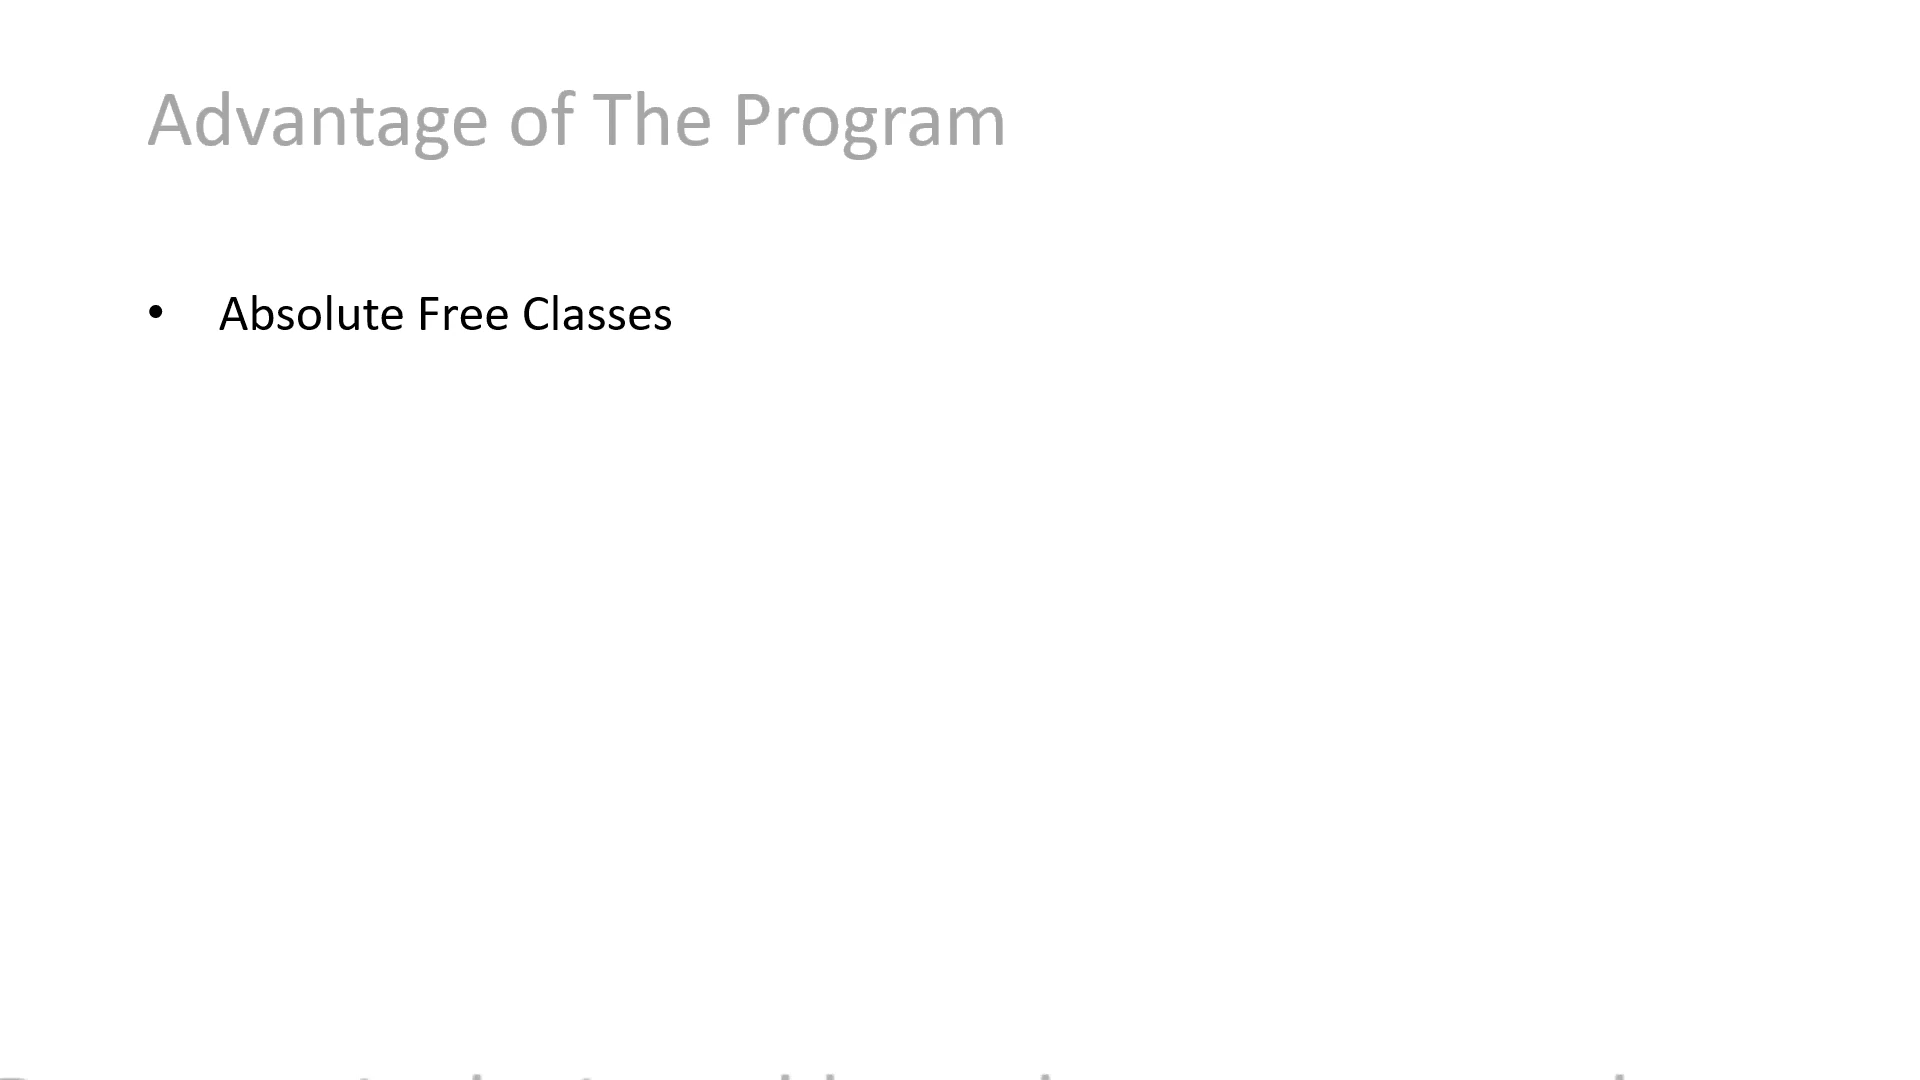 Advantage of The Program
• Absolute Free Classes